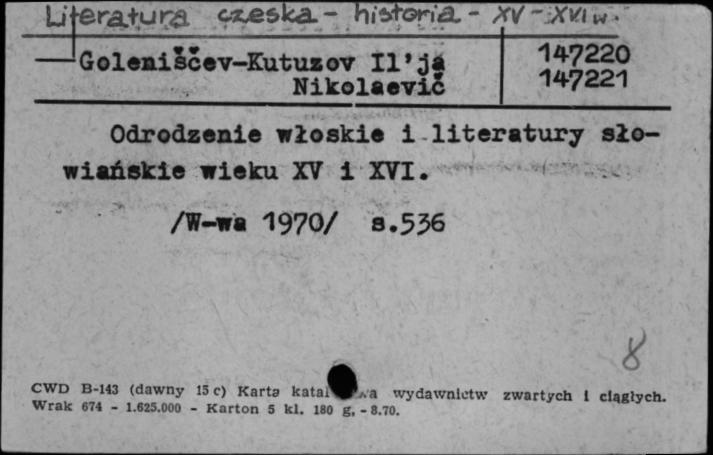 Literatura czeska - historia - XV - XVI w.
Goleniščev-Kutuzov Il'ja 147220
Nikolaevič 147221
Odrodzenie włoskie i literatury sło-
wiańskie wieku XV i XVI.
/W-wa 1970/ s.536
8
CWD B-143 (dawny 15 c) Karta wydawnictw zwartych i ciągłych.
Wrak 674 - 1.625.000 - Karton 5 kl. 180 g. - 8.70.